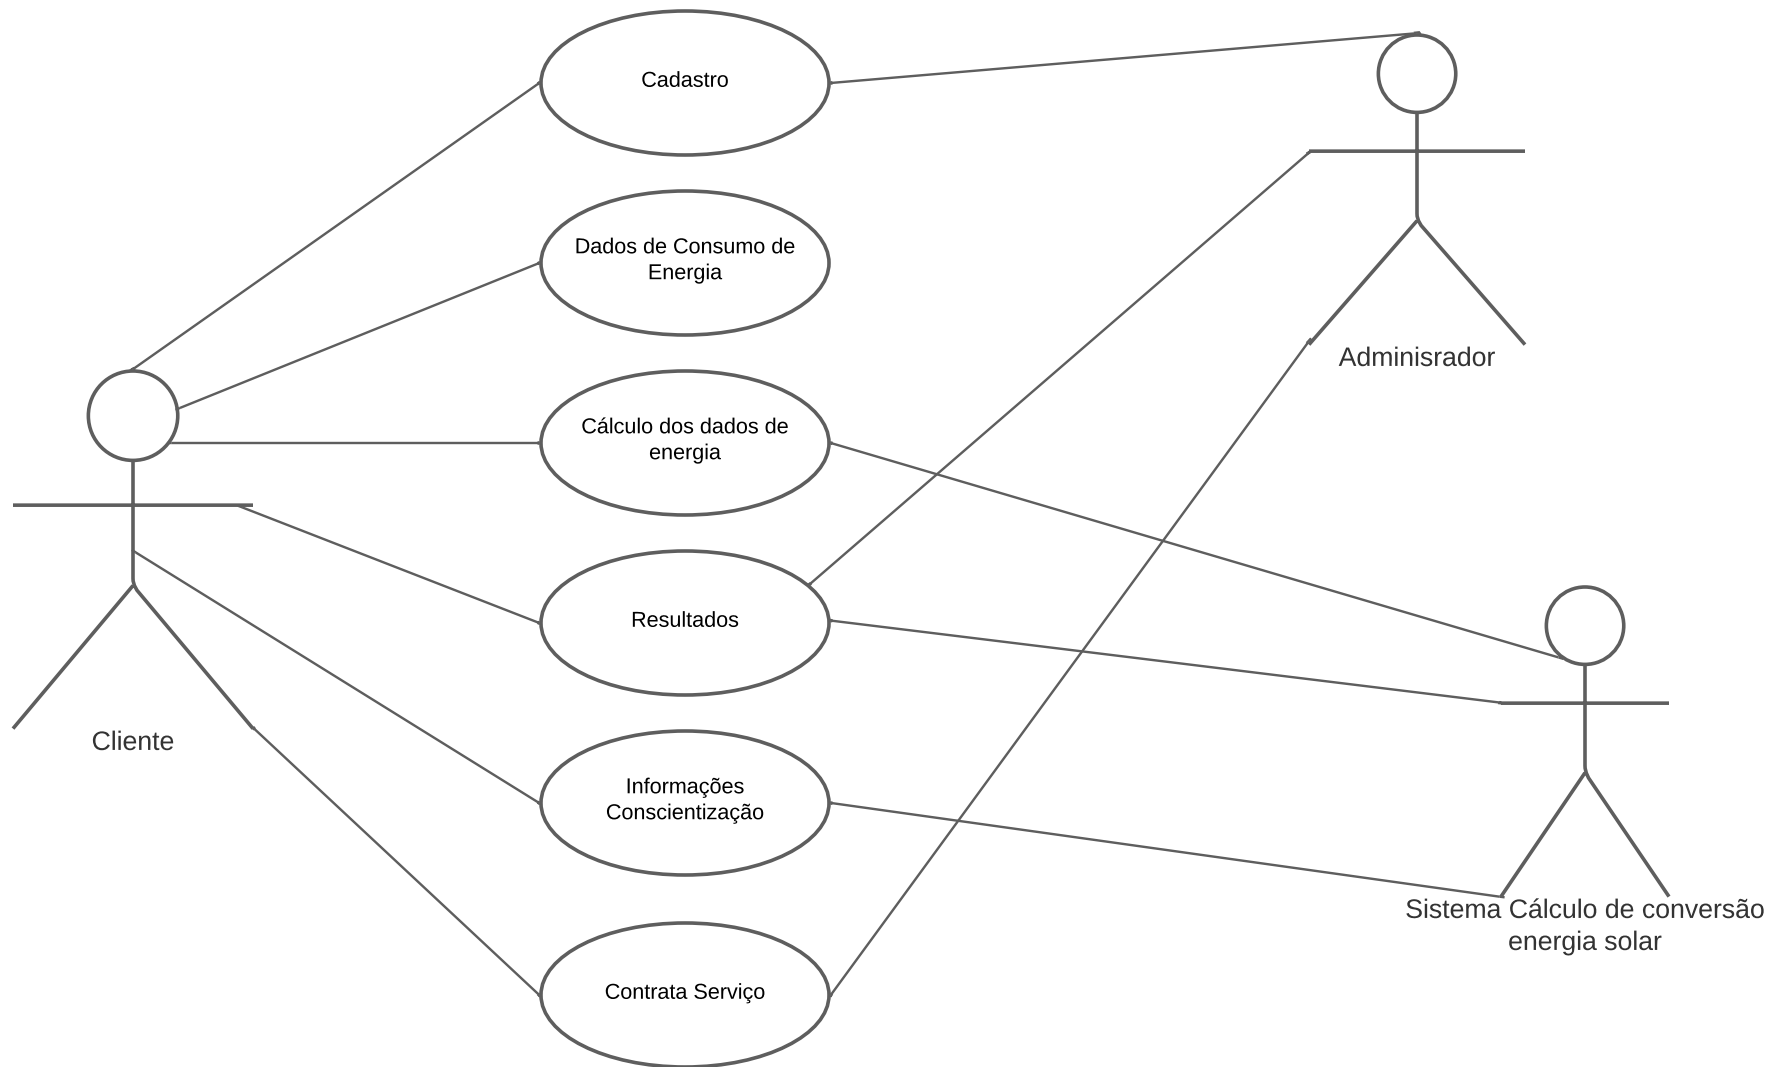 Cadastro
Dados de Consumo de
Energia
Cálculo dos dados de
energia
Resultados
Informações
Conscientização
Contrata Serviço
Cliente
Adminisrador
Sistema Cálculo de conversão
energia solar